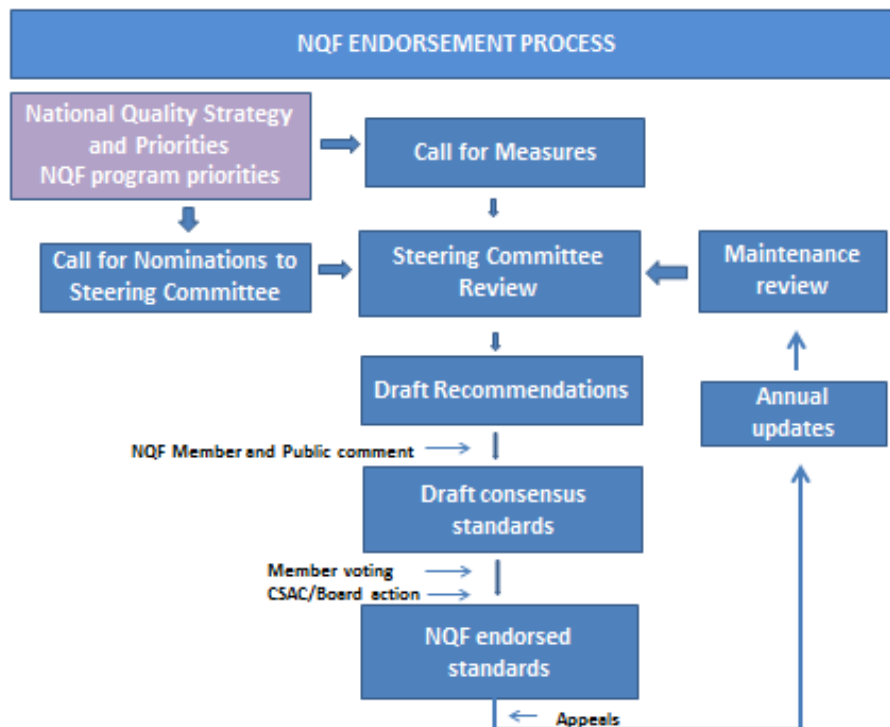 NQF ENDORSEMENT PROCESS
National Quality Strategy
and Priorities
NQF program priorities
Call for Measures
Call for Nominations to
Steering Committee
Steering Committee
Review
Maintenance
review
Draft Recommendations
Annual
updates
NQF Member and Public comment
Draft consensus
standards
Member voting
CSAC/Board action
NQF endorsed
standards
Appeals